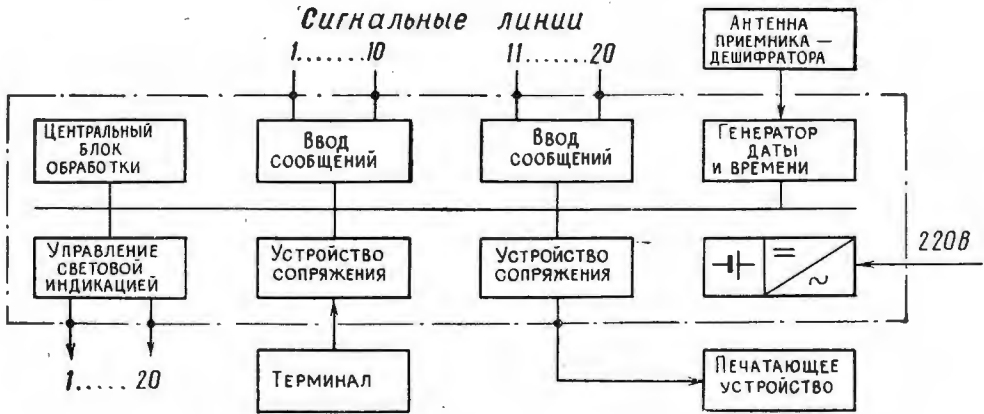 Сигнальные линии
1.......10
11........20
АНТЕННА
ПРИЕМНИКА —
ДЕШИФРАТОРА
ЦЕНТРАЛЬНЫЙ
БЛОК
ОБРАБОТКИ
ВВОД
СООБЩЕНИЙ
ВВОД
СООБЩЕНИЙ
ГЕНЕРАТОР
ДАТЫ
И ВРЕМЕНИ
УПРАВЛЕНИЕ
СВЕТОВОЙ
ИНДИКАЦИЕЙ
УСТРОЙСТВО
СОПРЯЖЕНИЯ
УСТРОЙСТВО
СОПРЯЖЕНИЯ
220В
1..... 20
ТЕРМИНАЛ
ПЕЧАТАЮЩЕЕ
УСТРОЙСТВО